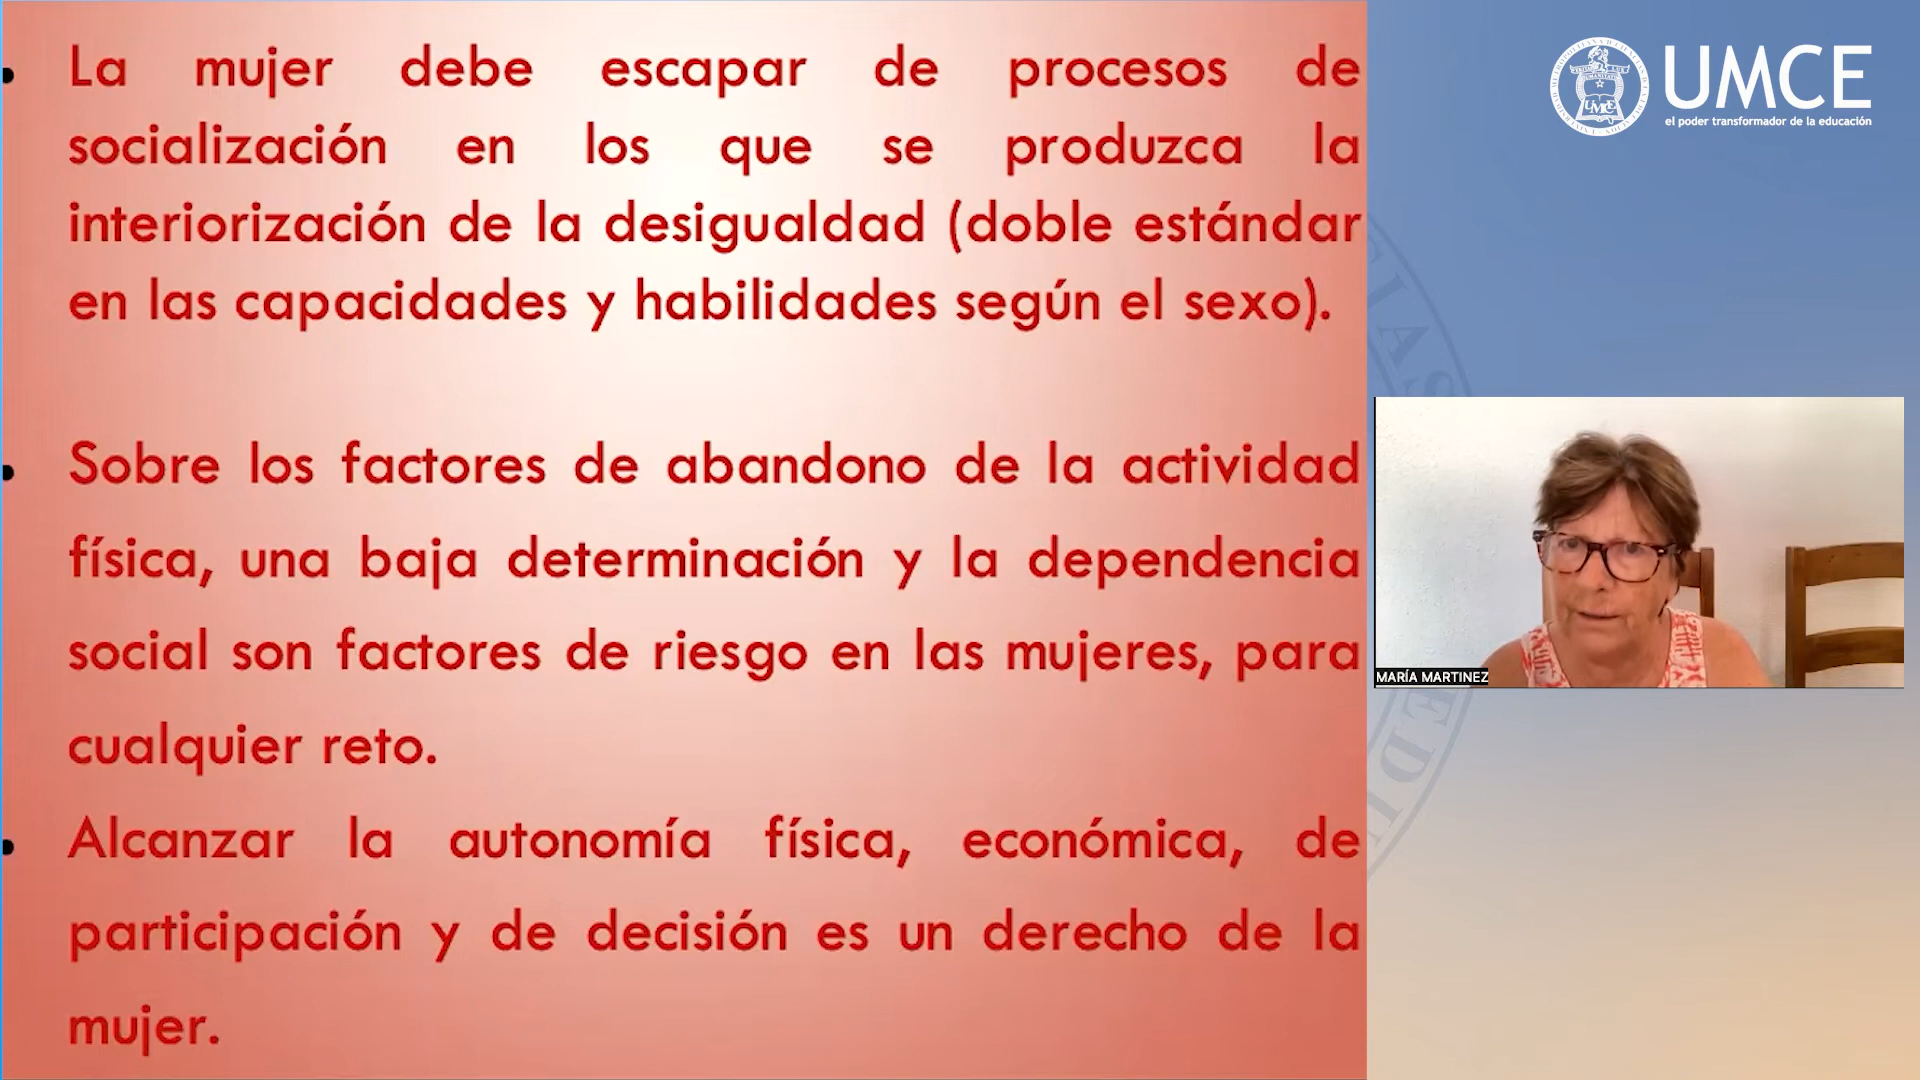 La mujer debe escapar de procesos de
socialización en los que se produzca la
interiorización de la desigualdad (doble estándar
en las capacidades y habilidades según el sexo).
Sobre los factores de abandono de la actividad
física, una baja determinación y la dependencia
social son factores de riesgo en las mujeres, para
cualquier reto.
Alcanzar la autonomía física, económica, de
participación y de decisión es un derecho de la
mujer.
UMCE
el poder transformador de la educación
MARÍA MARTINEZ